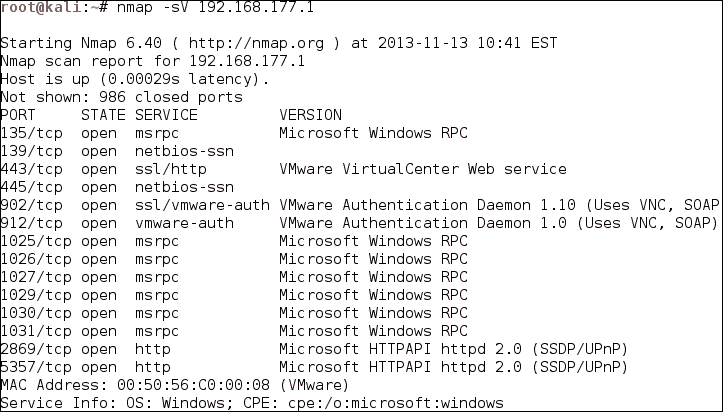 root@kali:~# nmap -sV 192.168.177.1
Starting Nmap 6.40 ( http://nmap.org ) at 2013-11-13 10:41 EST
Nmap scan report for 192.168.177.1
Host is up (0.00029s latency).
Not shown: 986 closed ports
PORT     STATE SERVICE         VERSION
135/tcp  open  msrpc           Microsoft Windows RPC
139/tcp  open  netbios-ssn
443/tcp  open  ssl/http        VMware VirtualCenter Web service
445/tcp  open  netbios-ssn
902/tcp  open  ssl/vmware-auth VMware Authentication Daemon 1.10 (Uses VNC, SOAP
912/tcp  open  vmware-auth     VMware Authentication Daemon 1.0 (Uses VNC, SOAP)
1025/tcp open  msrpc           Microsoft Windows RPC
1026/tcp open  msrpc           Microsoft Windows RPC
1027/tcp open  msrpc           Microsoft Windows RPC
1029/tcp open  msrpc           Microsoft Windows RPC
1030/tcp open  msrpc           Microsoft Windows RPC
1031/tcp open  msrpc           Microsoft Windows RPC
2869/tcp open  http            Microsoft HTTPAPI httpd 2.0 (SSDP/UPnP)
5357/tcp open  http            Microsoft HTTPAPI httpd 2.0 (SSDP/UPnP)
MAC Address: 00:50:56:C0:00:08 (VMware)
Service Info: OS: Windows; CPE: cpe:/o:microsoft:windows